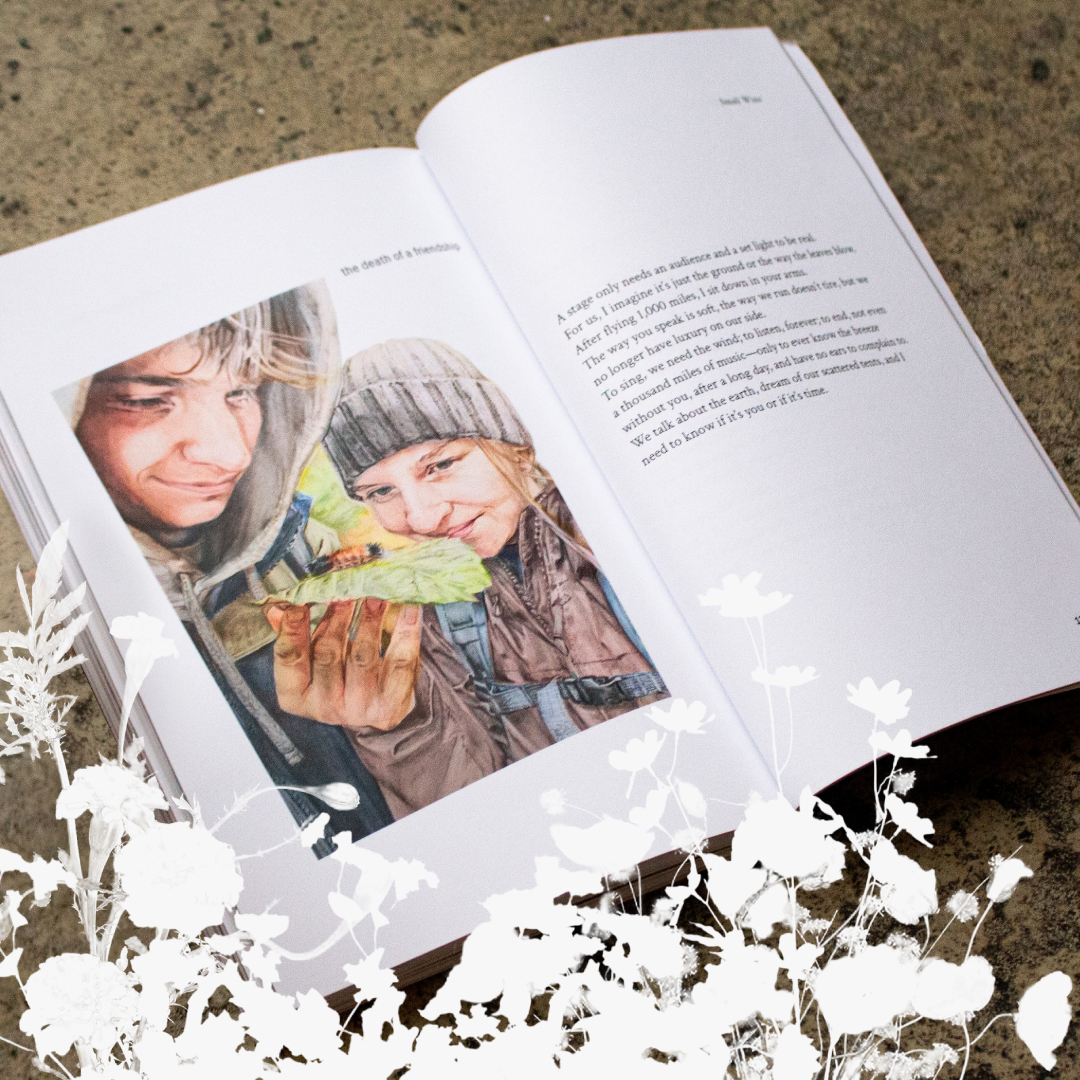 the death of a friendship
Small Wins
A stage only needs an audience and a set light to be real.
For us, I imagine it's just the ground or the way the leaves blow.
After flying 1,000 miles, I sit down in your arms.
The way you speak is soft, the way we run doesn't tire, but we
no longer have luxury on our side.
To sing, we need the wind; to listen, forever; to end, not even
a thousand miles of music—only to ever know the breeze
without you, after a long day, and have no ears to complain to.
We talk about the earth, dream of our scattered tents, and I
need to know if it's you or if it's time.